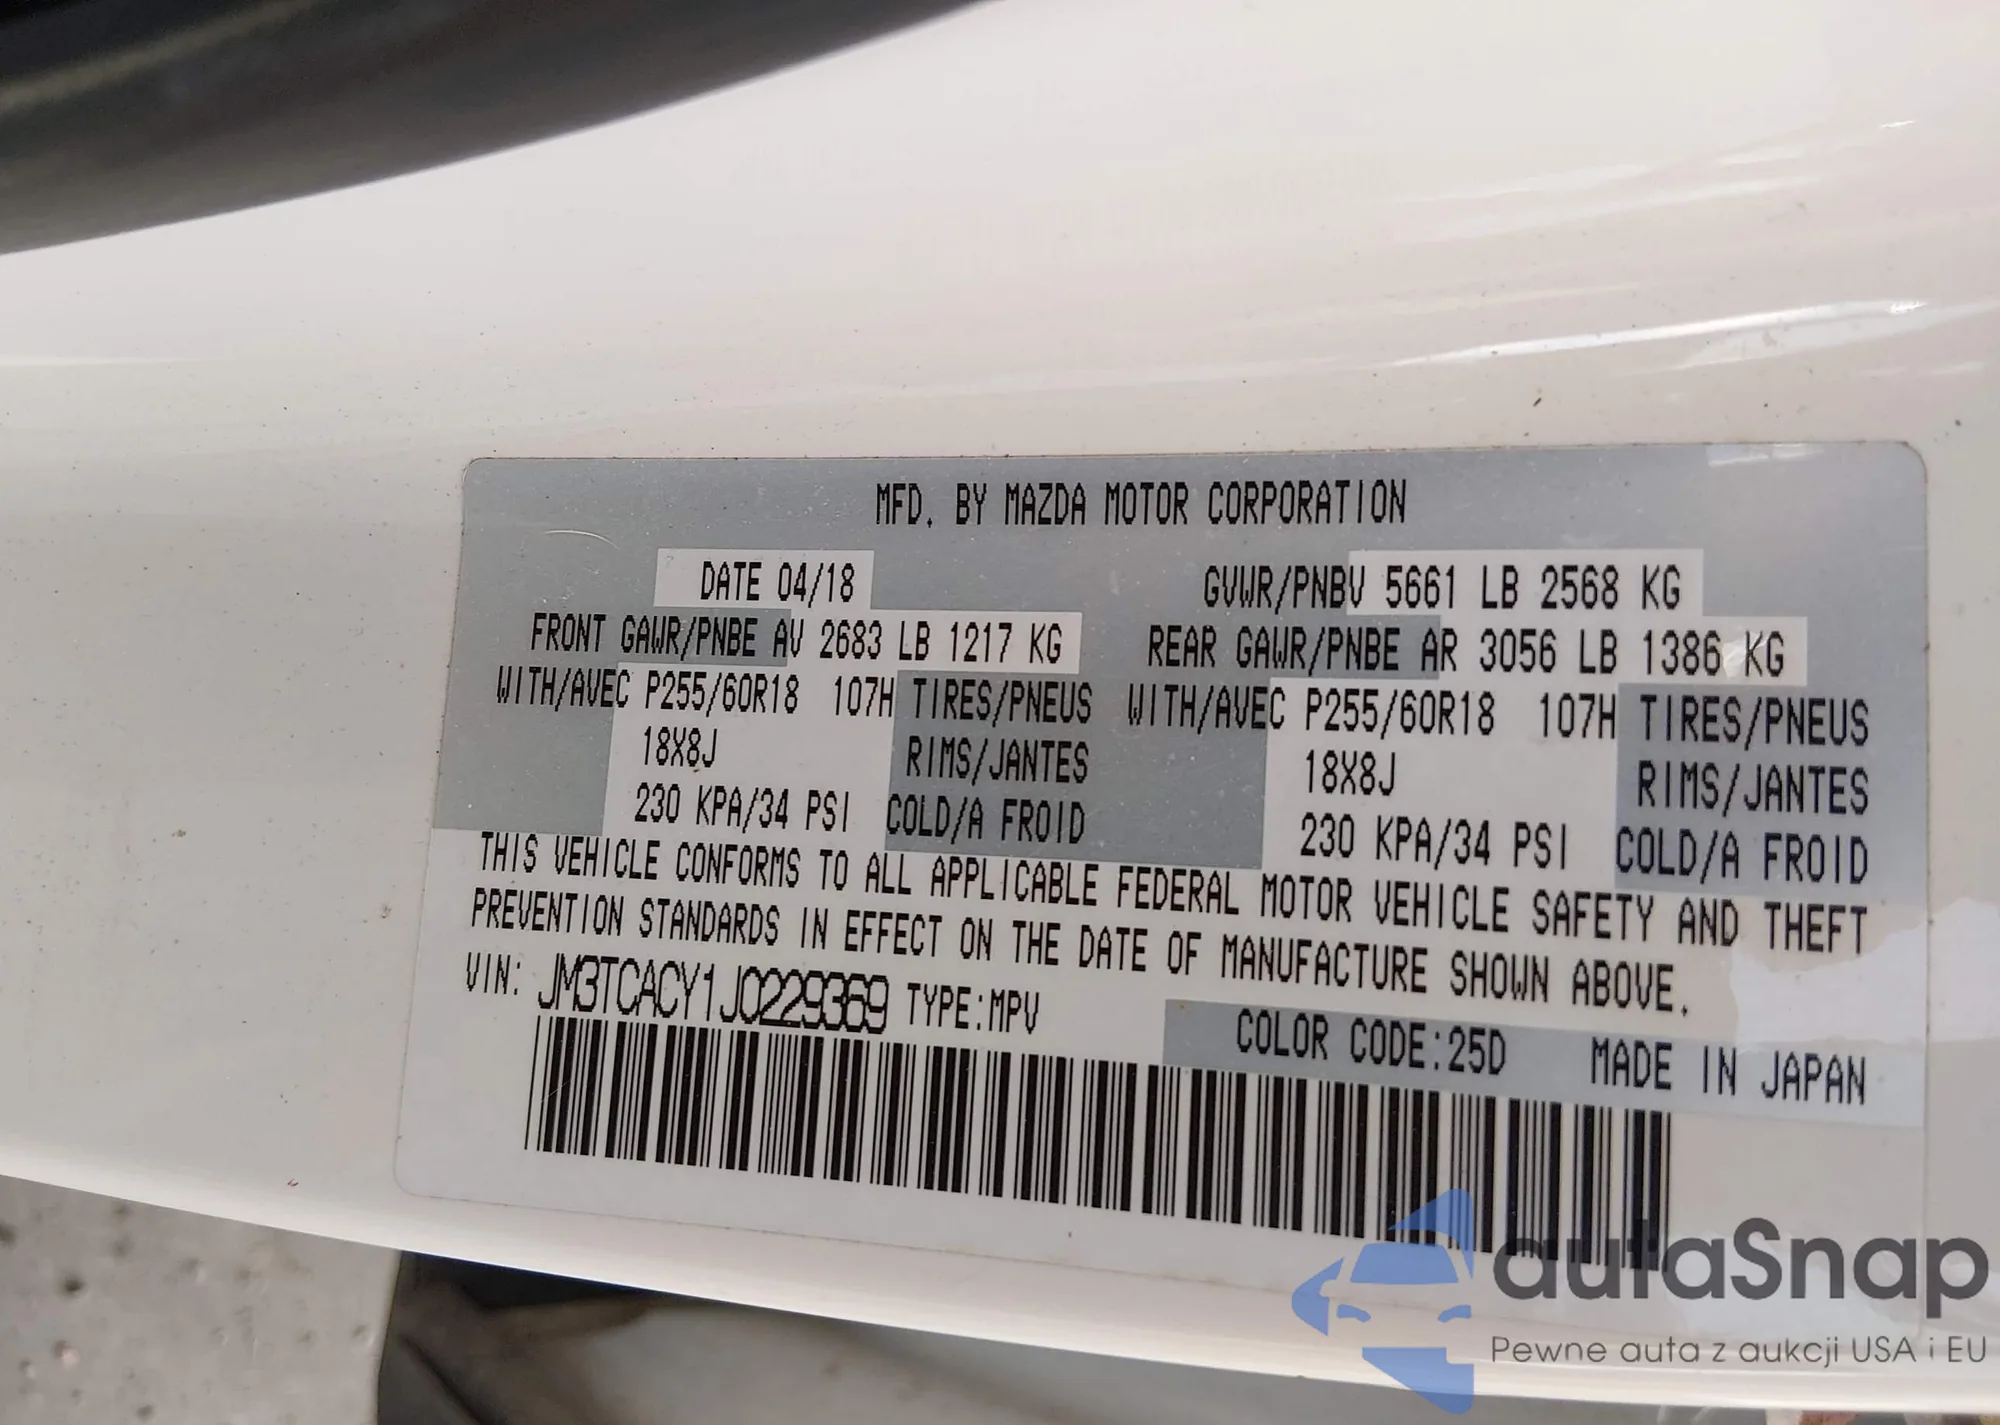 MFD. BY MAZDA MOTOR CORPORATION
DATE 04/18 GVWR/PNBV 5661 LB 2568 KG
FRONT GAWR/PNBE AV 2683 LB 1217 KG REAR GAWR/PNBE AR 3056 LB 1386 KG
WITH/AVEC P255/60R18 107H TIRES/PNEUS WITH/AVEC P255/60R18 107H TIRES/PNEUS
18X8J RIMS/JANTES 18X8J RIMS/JANTES
230 KPA/34 PSI COLD/A FROID 230 KPA/34 PSI COLD/A FROID
THIS VEHICLE CONFORMS TO ALL APPLICABLE FEDERAL MOTOR VEHICLE SAFETY AND THEFT
PREVENTION STANDARDS IN EFFECT ON THE DATE OF MANUFACTURE SHOWN ABOVE.
VIN: JM3TCACY1J0229369 TYPE:MPV
COLOR CODE:25D MADE IN JAPAN
autaSnap
Pewne auta z aukcji USA i EU